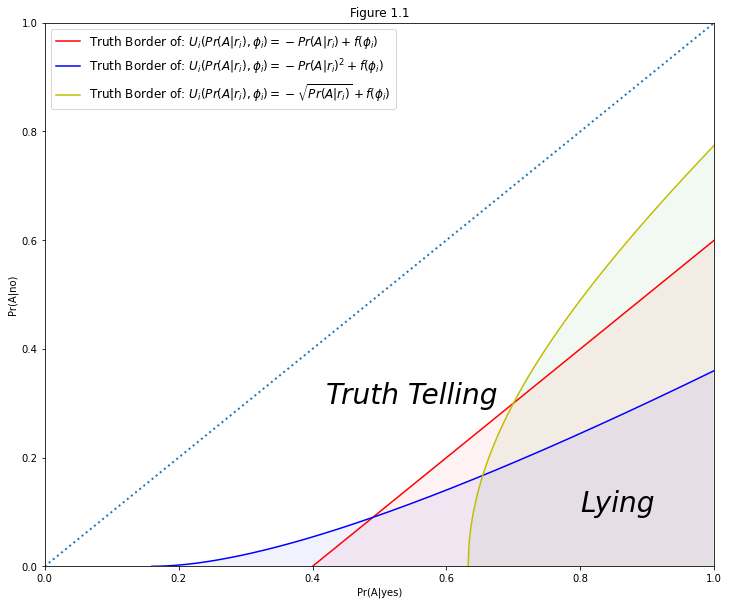 Figure 1.1
Truth Border of: $U_i(Pr(A|r_i), \phi_i) = -Pr(A|r_i) + f(\phi_i)$
Truth Border of: $U_i(Pr(A|r_i), \phi_i) = -Pr(A|r_i)^2 + f(\phi_i)$
Truth Border of: $U_i(Pr(A|r_i), \phi_i) = -\sqrt{Pr(A|r_i)} + f(\phi_i)$
1.0
0.8
0.6
0.4
0.2
0.0
Pr(A|no)
Truth Telling
Lying
0.0 0.2 0.4 0.6 0.8 1.0
Pr(A|yes)